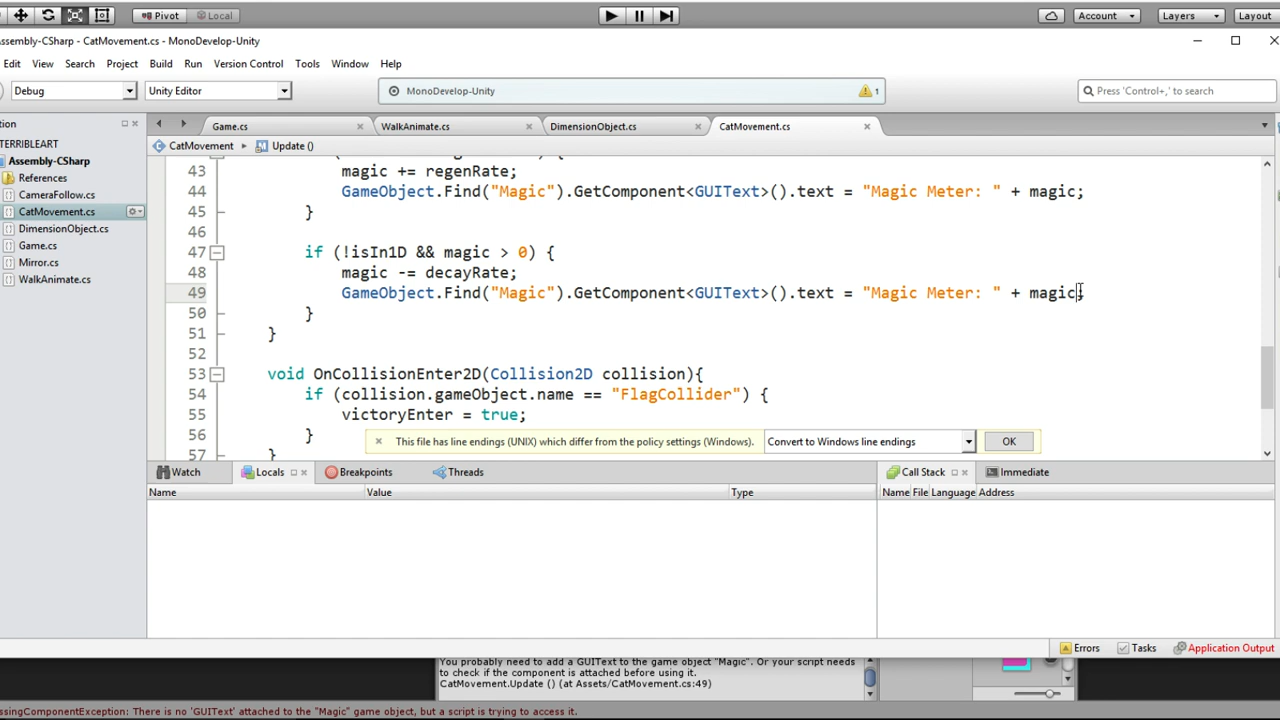 Pivot Local Account Layers Layout
Assembly-CSharp - CatMovement.cs - MonoDevelop-Unity
Edit View Search Project Build Run Version Control Tools Window Help
Debug Unity Editor MonoDevelop-Unity 1 Press 'Control+,' to search
Game.cs WalkAnimate.cs DimensionObject.cs CatMovement.cs
CatMovement Update ()
TERRIBLEART
Assembly-CSharp
References
CameraFollow.cs
CatMovement.cs
DimensionObject.cs
Game.cs
Mirror.cs
WalkAnimate.cs
43 magic += regenRate;
44 GameObject.Find("Magic").GetComponent<GUIText>().text = "Magic Meter: " + magic;
45 }
46
47 if (!isIn1D && magic > 0) {
48 magic -= decayRate;
49 GameObject.Find("Magic").GetComponent<GUIText>().text = "Magic Meter: " + magic;
50 }
51 }
52
53 void OnCollisionEnter2D(Collision2D collision){
54 if (collision.gameObject.name == "FlagCollider") {
55 victoryEnter = true;
56 }
This file has line endings (UNIX) which differ from the policy settings (Windows). Convert to Windows line endings OK
Watch Locals Breakpoints Threads
Name Value Type
Call Stack Immediate
Name File Language Address
Errors Tasks Application Output
You probably need to add a GUIText to the game object "Magic". Or your script needs
to check if the component is attached before using it.
CatMovement.Update () (at Assets/CatMovement.cs:49)
ssingComponentException: There is no 'GUIText' attached to the "Magic" game object, but a script is trying to access it.